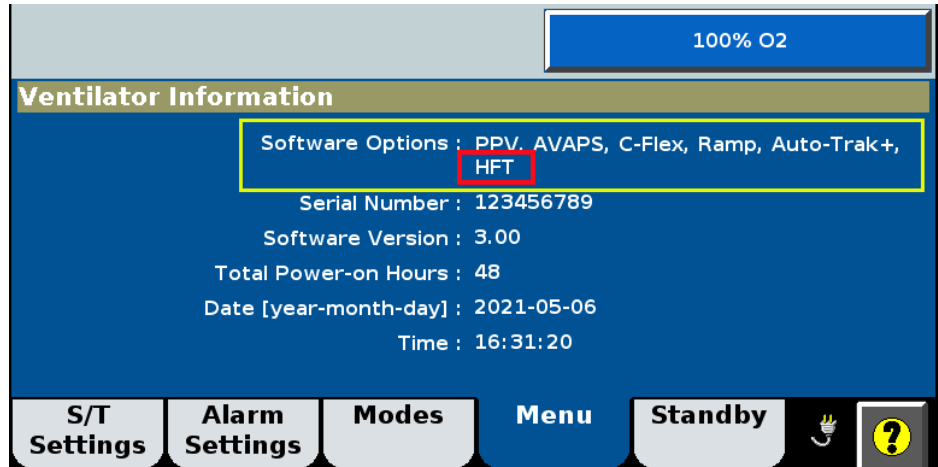 100% O2
Ventilator Information
Software Options : PPV, AVAPS, C-Flex, Ramp, Auto-Trak+,
HFT
Serial Number : 123456789
Software Version : 3.00
Total Power-on Hours : 48
Date [year-month-day] : 2021-05-06
Time : 16:31:20
S/T Settings
Alarm Settings
Modes
Menu
Standby
?